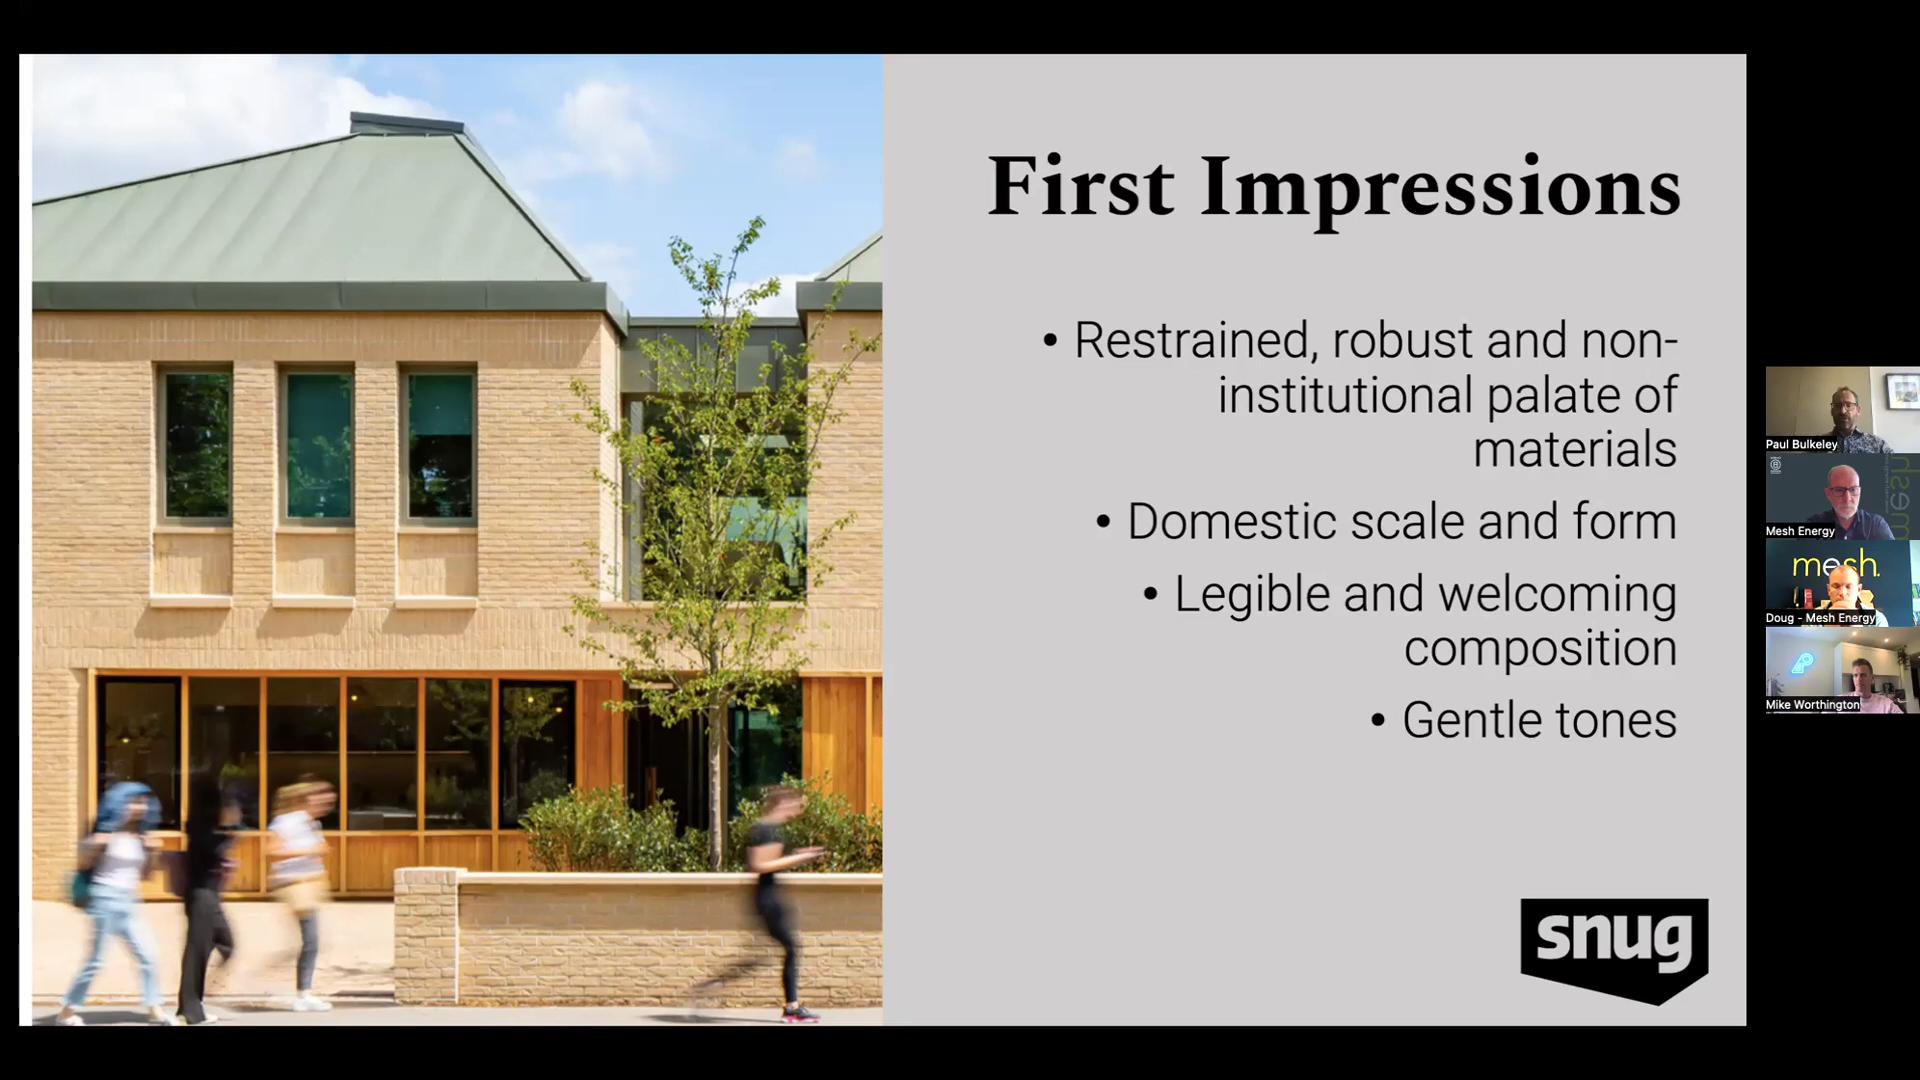 First Impressions
• Restrained, robust and non-
institutional palate of
materials
• Domestic scale and form
• Legible and welcoming
composition
• Gentle tones
snug
Paul Bulkeley
mesh
Mesh Energy
mesh.
Doug - Mesh Energy
Mike Worthington